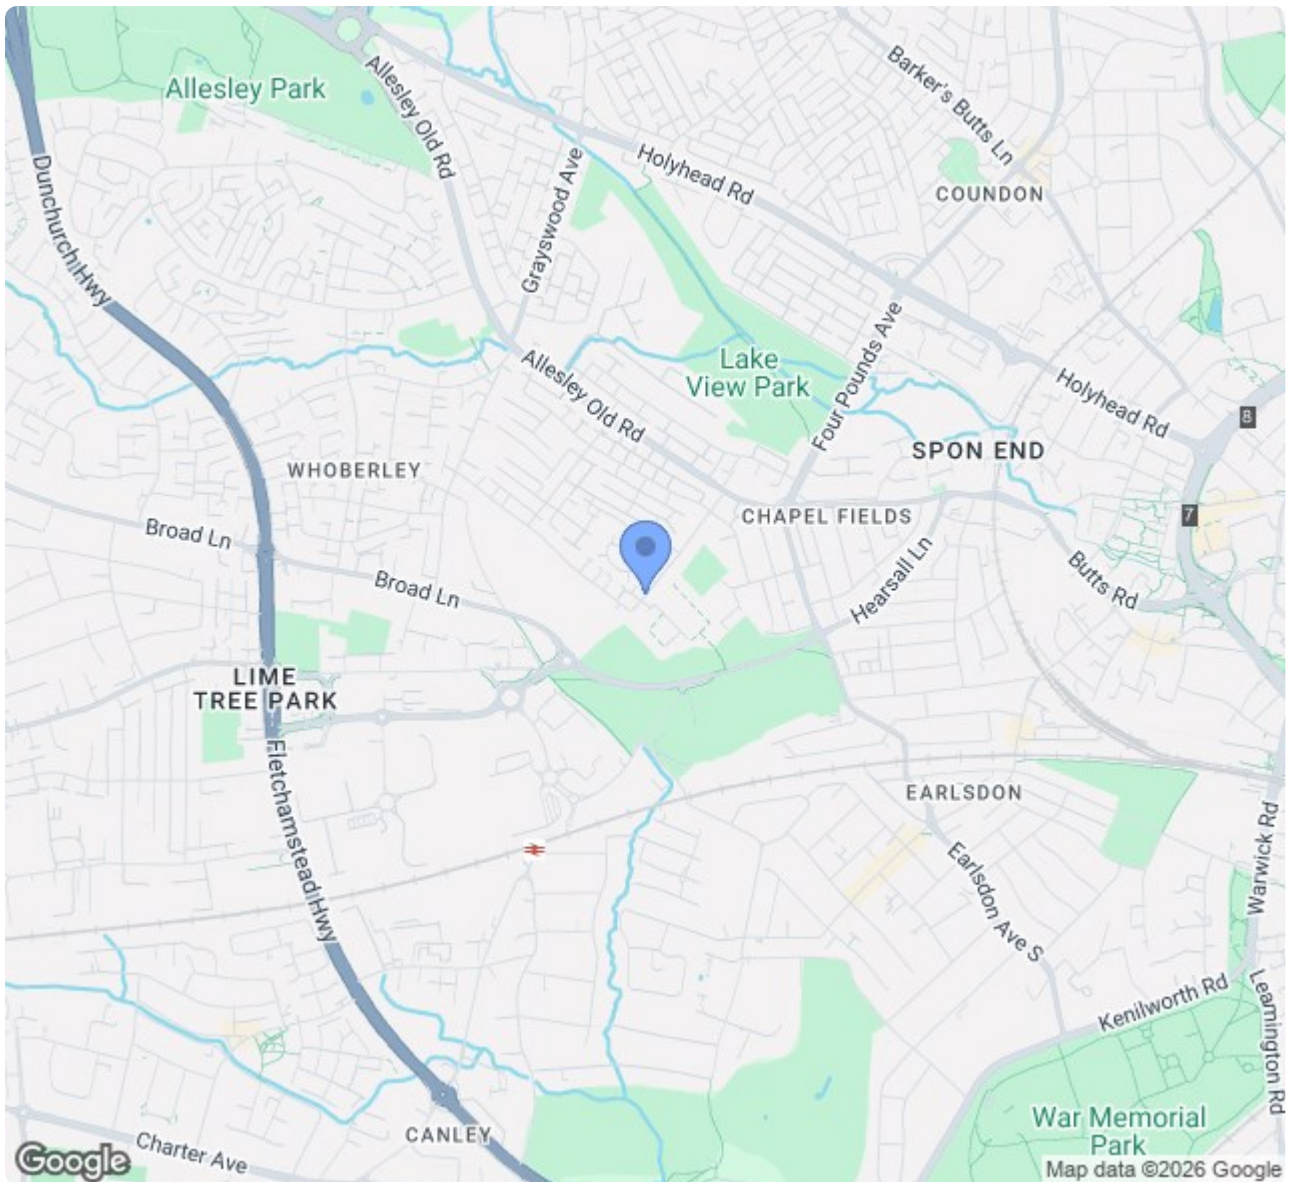 Allesley Park
Allesley Old Rd
Barker's Butts Ln
Dunchurch Hwy
Grayswood Ave
Holyhead Rd
COUNDON
Four Pounds Ave
Lake
View Park
Allesley Old Rd
Holyhead Rd
8
WHOBERLEY
SPON END
7
CHAPEL FIELDS
Broad Ln
Broad Ln
Hearsall Ln
Butts Rd
LIME
TREE PARK
Fletchamstead Hwy
EARLSDON
Warwick Rd
Earlsdon Ave S
Kenilworth Rd
Leamington Rd
War Memorial
Park
CANLEY
Charter Ave
Google
Map data ©2026 Google